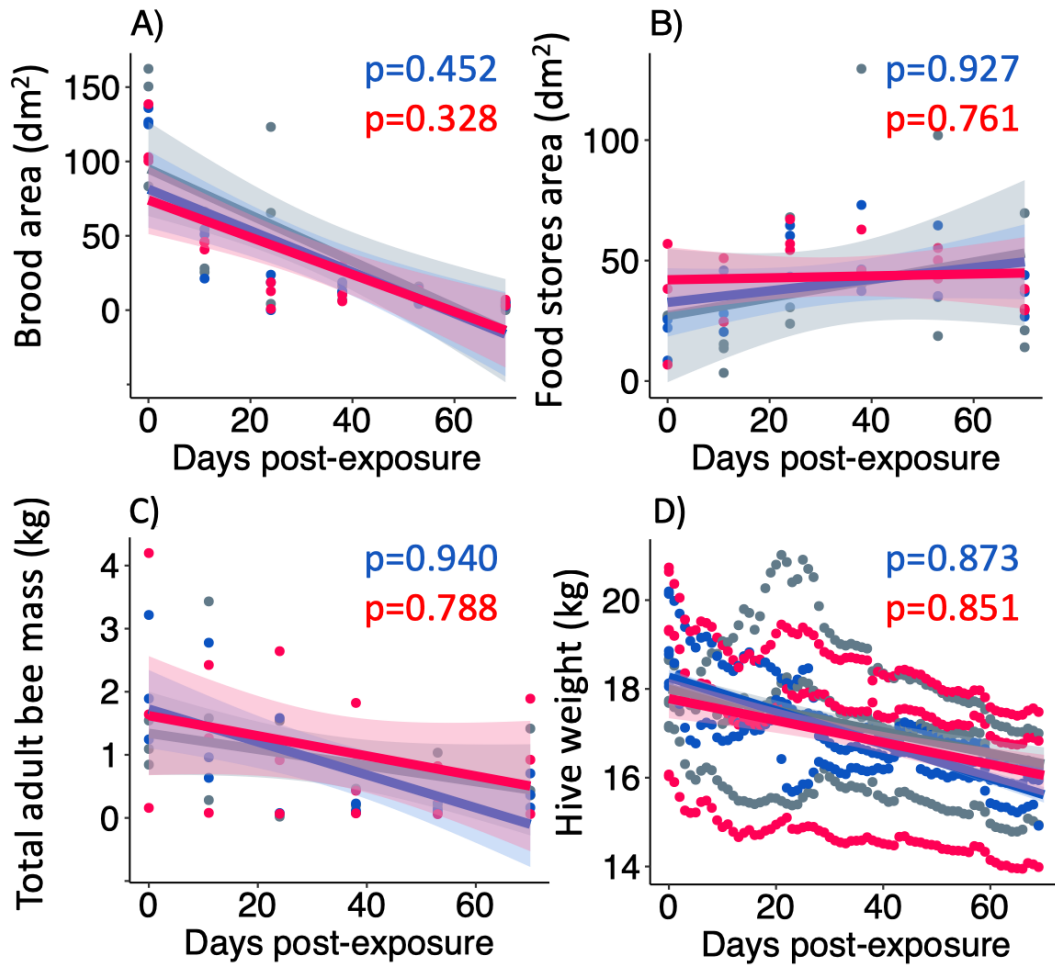 A)
Brood area (dm²)
p=0.452
p=0.328
150
100
50
0
0 20 40 60
Days post-exposure
B)
Food stores area (dm²)
p=0.927
p=0.761
100
50
0
0 20 40 60
Days post-exposure
C)
Total adult bee mass (kg)
p=0.940
p=0.788
4
3
2
1
0
0 20 40 60
Days post-exposure
D)
Hive weight (kg)
p=0.873
p=0.851
20
18
16
14
0 20 40 60
Days post-exposure